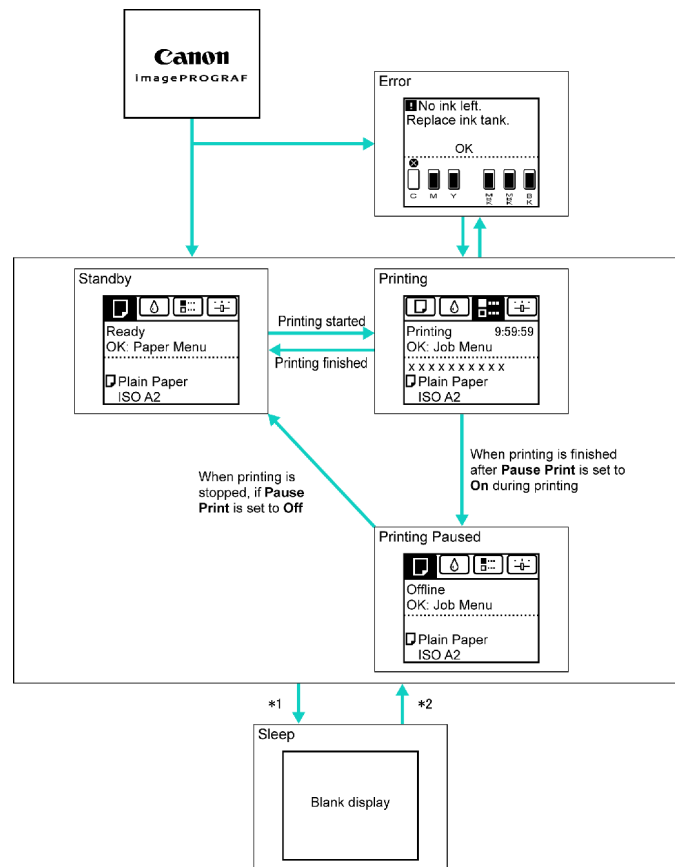 Canon
imagePROGRAF
Error
No ink left.
Replace ink tank.
OK
C M Y MBK MBK BK
Standby
Ready
OK: Paper Menu
Plain Paper
ISO A2
Printing started
Printing finished
Printing
Printing 9:59:59
OK: Job Menu
x x x x x x x x x x
Plain Paper
ISO A2
When printing is
stopped, if Pause
Print is set to Off
When printing is finished
after Pause Print is set to
On during printing
Printing Paused
Offline
OK: Job Menu
Plain Paper
ISO A2
*1
*2
Sleep
Blank display